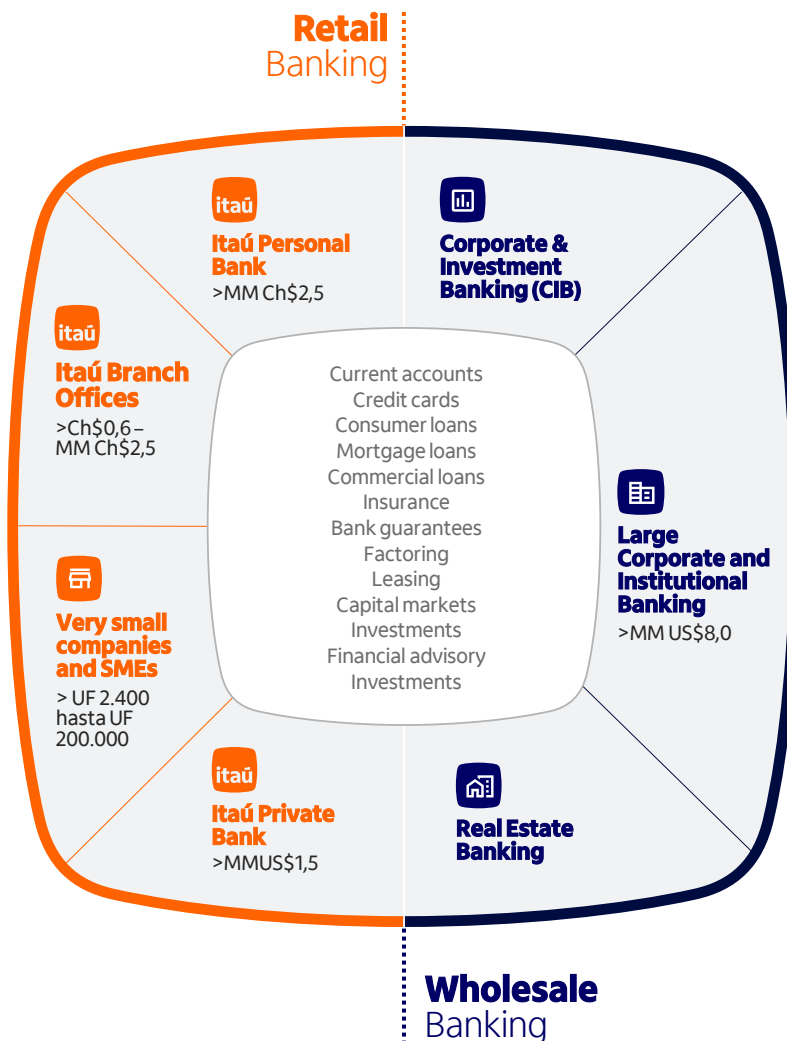 Retail
Banking
itaú
Itaú Personal
Bank
>MM Ch$2,5
Corporate &
Investment
Banking (CIB)
itaú
Itaú Branch
Offices
>Ch$0,6 –
MM Ch$2,5
Current accounts
Credit cards
Consumer loans
Mortgage loans
Commercial loans
Insurance
Bank guarantees
Factoring
Leasing
Capital markets
Investments
Financial advisory
Investments
Large
Corporate and
Institutional
Banking
>MM US$8,0
Very small
companies
and SMEs
> UF 2.400
hasta UF
200.000
itaú
Itaú Private
Bank
>MMUS$1,5
Real Estate
Banking
Wholesale
Banking